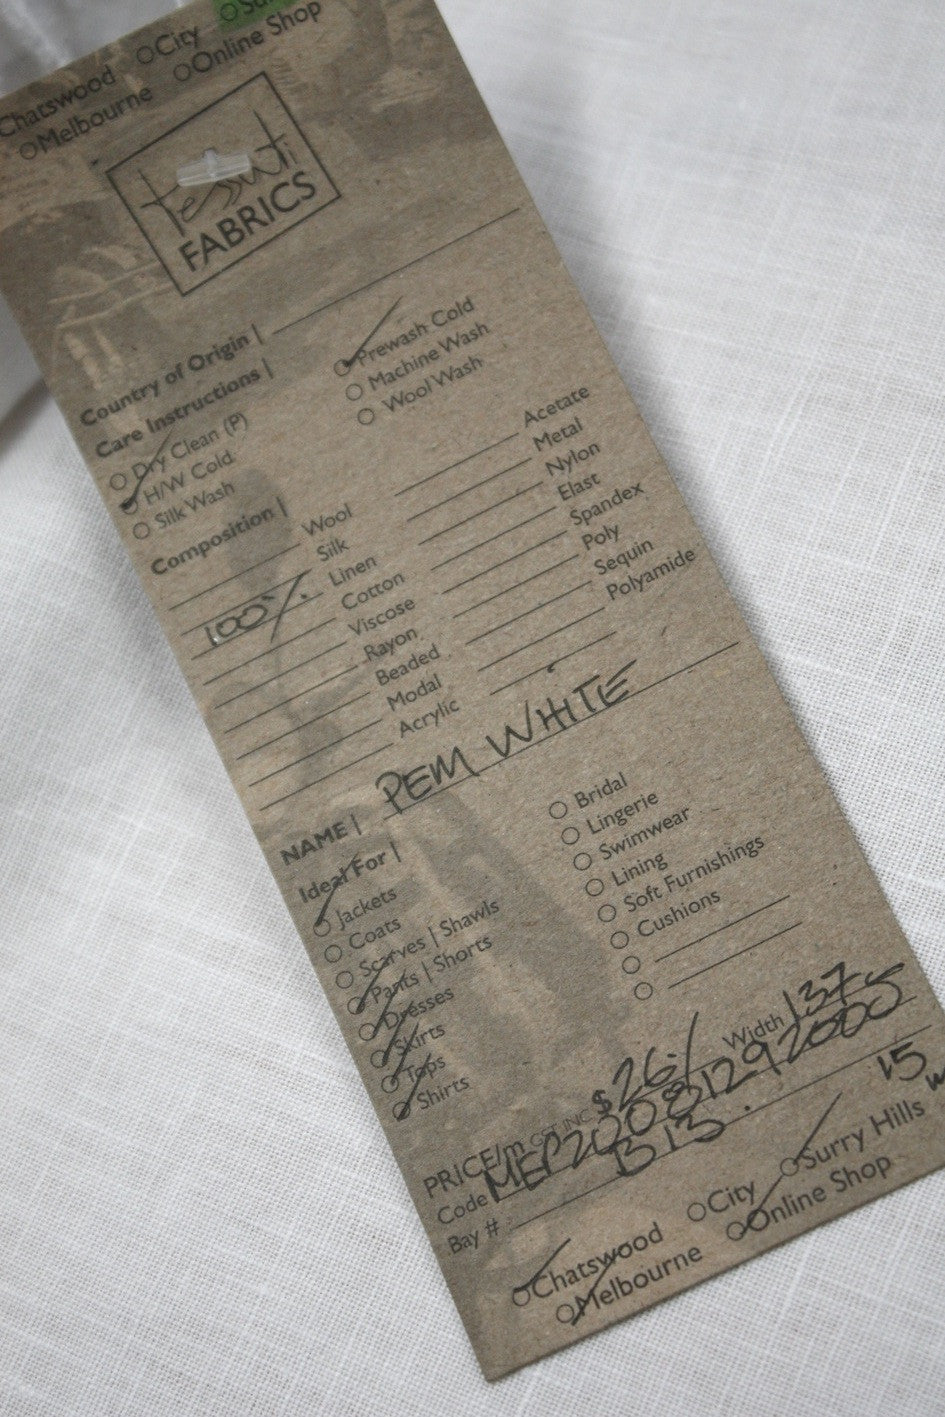 City
Chatswood
Online Shop
Melbourne
tessuti
FABRICS
Country of Origin |
Care Instructions |
Prewash Cold
Dry Clean (P)
Machine Wash
H/W Cold
Wool Wash
Silk Wash
Composition |
Wool
Acetate
Silk
Metal
100% Linen
Nylon
Cotton
Elast
Viscose
Spandex
Rayon
Poly
Beaded
Sequin
Modal
Polyamide
Acrylic
NAME | PEM WHITE
Ideal For |
Bridal
Jackets
Lingerie
Coats
Swimwear
Scarves | Shawls
Lining
Pants | Shorts
Soft Furnishings
Dresses
Cushions
Skirts
Tops
Shirts
PRICE/m GST INC. $26./ Width 137
Code
Bay # B13. 15
Chatswood
City
Surry Hills
Melbourne
Online Shop